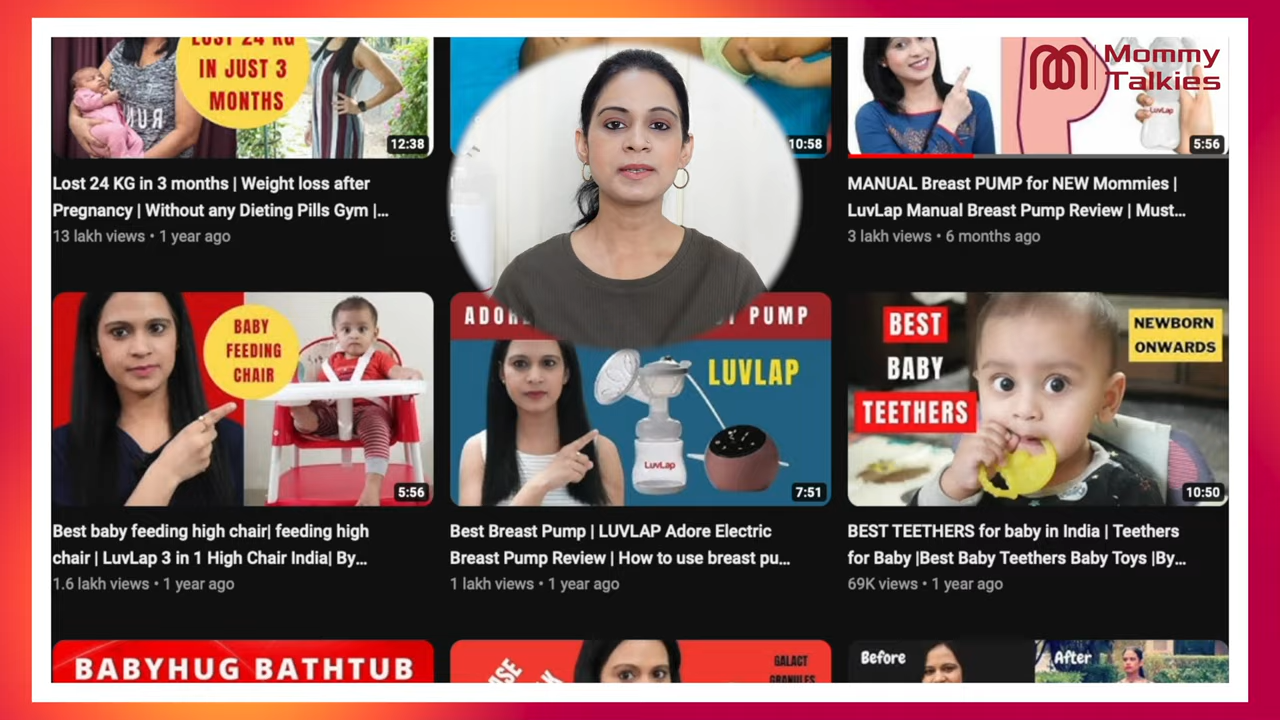 Mommy
Talkies
LOST 24 KG
IN JUST 3
MONTHS
12:38
10:58
LuvLap
5:56
Lost 24 KG in 3 months | Weight loss after
Pregnancy | Without any Dieting Pills Gym |...
13 lakh views • 1 year ago
MANUAL Breast PUMP for NEW Mommies |
LuvLap Manual Breast Pump Review | Must...
3 lakh views • 6 months ago
BABY
FEEDING
CHAIR
5:56
PUMP
LUVLAP
LuvLap
7:51
BEST
BABY
TEETHERS
NEWBORN
ONWARDS
10:50
Best baby feeding high chair| feeding high
chair | LuvLap 3 in 1 High Chair India| By...
1.6 lakh views • 1 year ago
Best Breast Pump | LUVLAP Adore Electric
Breast Pump Review | How to use breast pu...
1 lakh views • 1 year ago
BEST TEETHERS for baby in India | Teethers
for Baby |Best Baby Teethers Baby Toys |By...
69K views • 1 year ago
BABYHUG BATHTUB
GALACT
GRANULES
Before
After